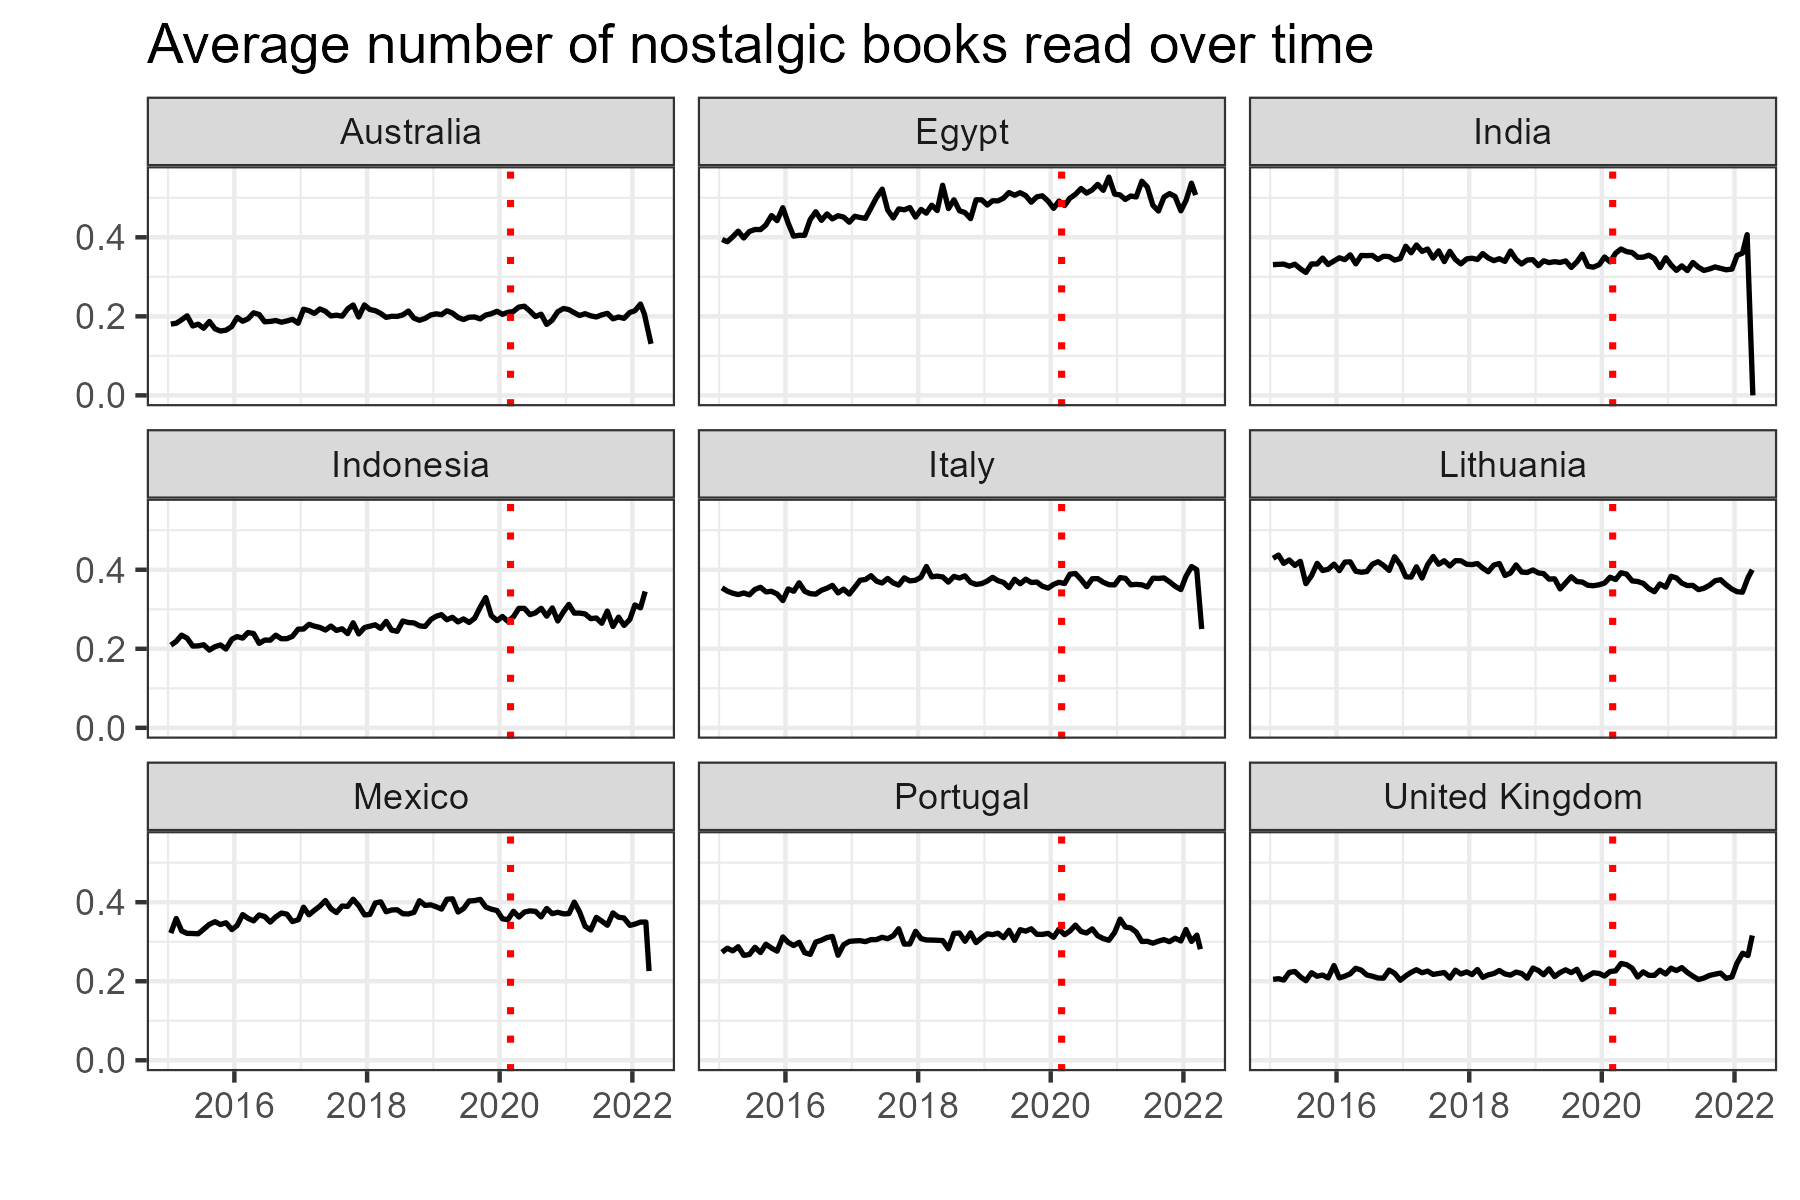 Average number of nostalgic books read over time
Australia Egypt India
0.4
0.2
0.0
Indonesia Italy Lithuania
0.4
0.2
0.0
Mexico Portugal United Kingdom
0.4
0.2
0.0
2016 2018 2020 2022 2016 2018 2020 2022 2016 2018 2020 2022